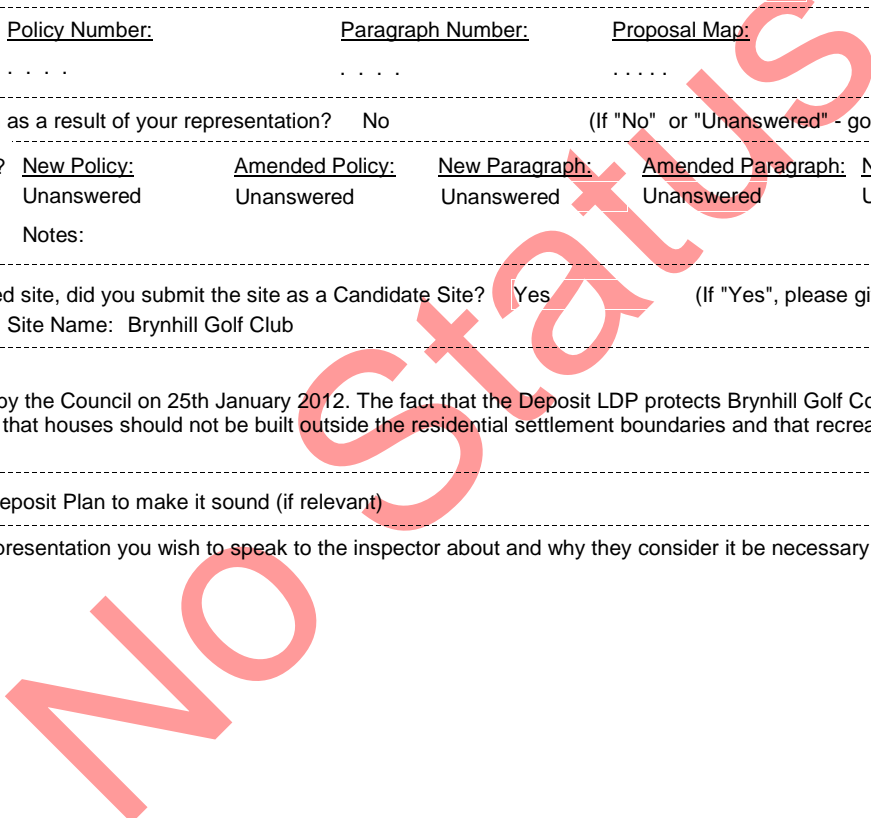 Policy Number: Paragraph Number: Proposal Map:
. . . . . . . . . . . . .
as a result of your representation? No (If "No" or "Unanswered" - go
? New Policy: Amended Policy: New Paragraph: Amended Paragraph: N
Unanswered Unanswered Unanswered Unanswered U
Notes:
ed site, did you submit the site as a Candidate Site? Yes (If "Yes", please gi
Site Name: Brynhill Golf Club
by the Council on 25th January 2012. The fact that the Deposit LDP protects Brynhill Golf Co
that houses should not be built outside the residential settlement boundaries and that recrea
eposit Plan to make it sound (if relevant)
presentation you wish to speak to the inspector about and why they consider it be necessary
No Status